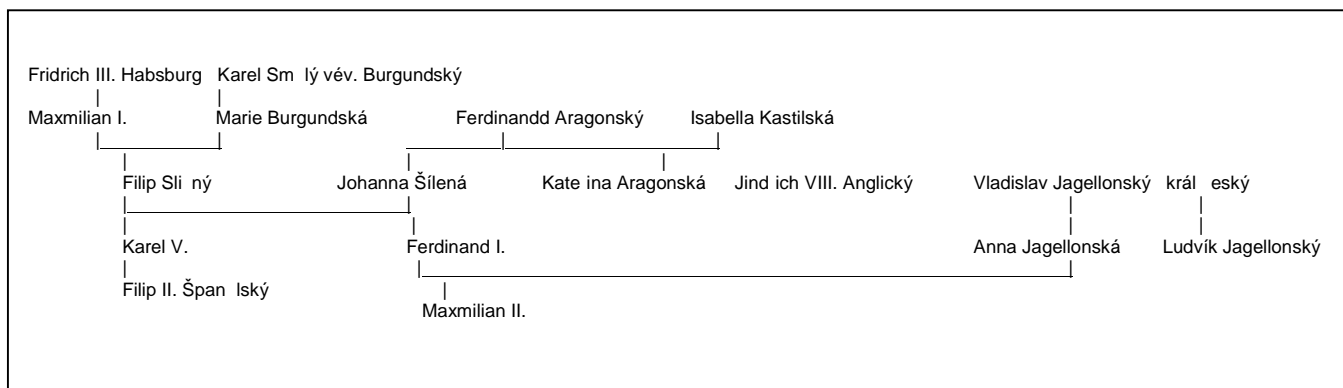 Fridrich III. Habsburg Karel Sm lý vév. Burgundský
Maxmilian I. Marie Burgundská Ferdinandd Aragonský Isabella Kastilská
Filip Sli ný Johanna Šílená Kate ina Aragonská Jind ich VIII. Anglický Vladislav Jagellonský král eský
Karel V. Ferdinand I. Anna Jagellonská Ludvík Jagellonský
Filip II. Špan lský
Maxmilian II.